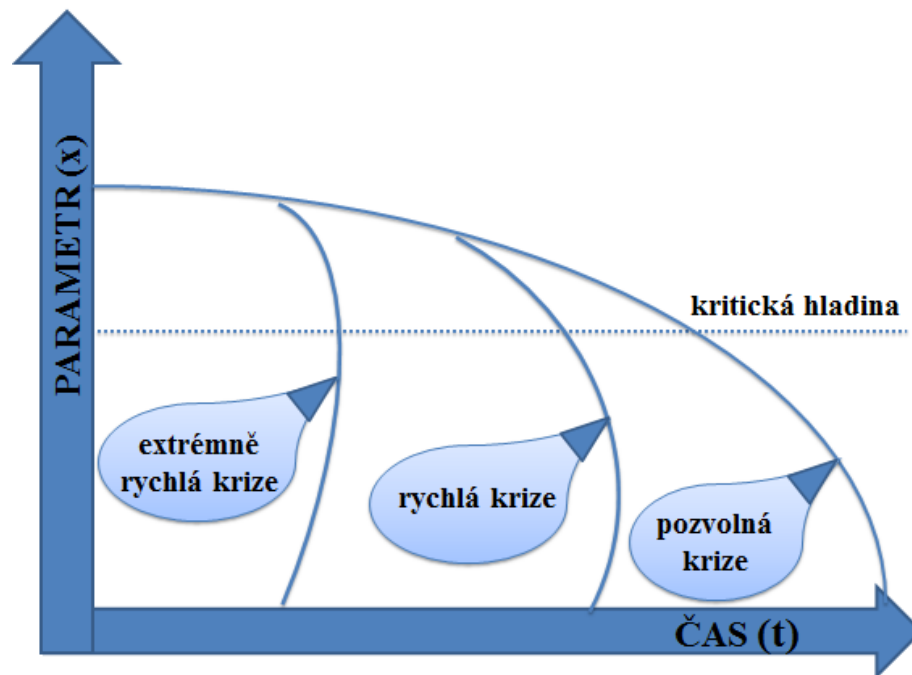 PARAMETR (x)
kritická hladina
extrémně
rychlá krize
rychlá krize
pozvolná
krize
ČAS (t)